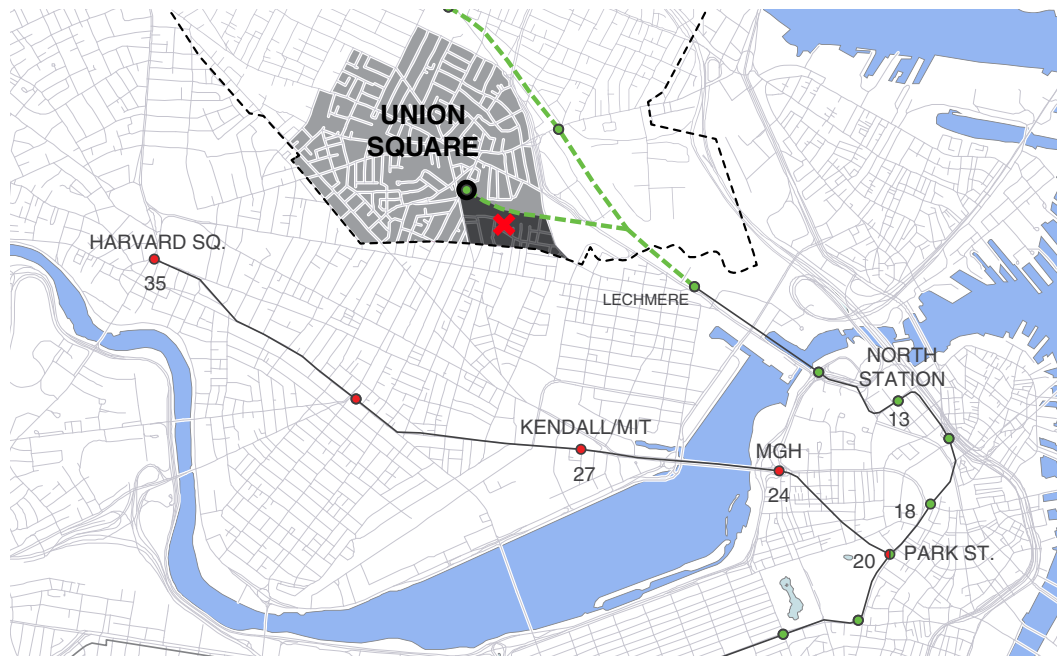 UNION
SQUARE
HARVARD SQ.
35
LECHMERE
NORTH
STATION
13
KENDALL/MIT
27
MGH
24
18
20
PARK ST.